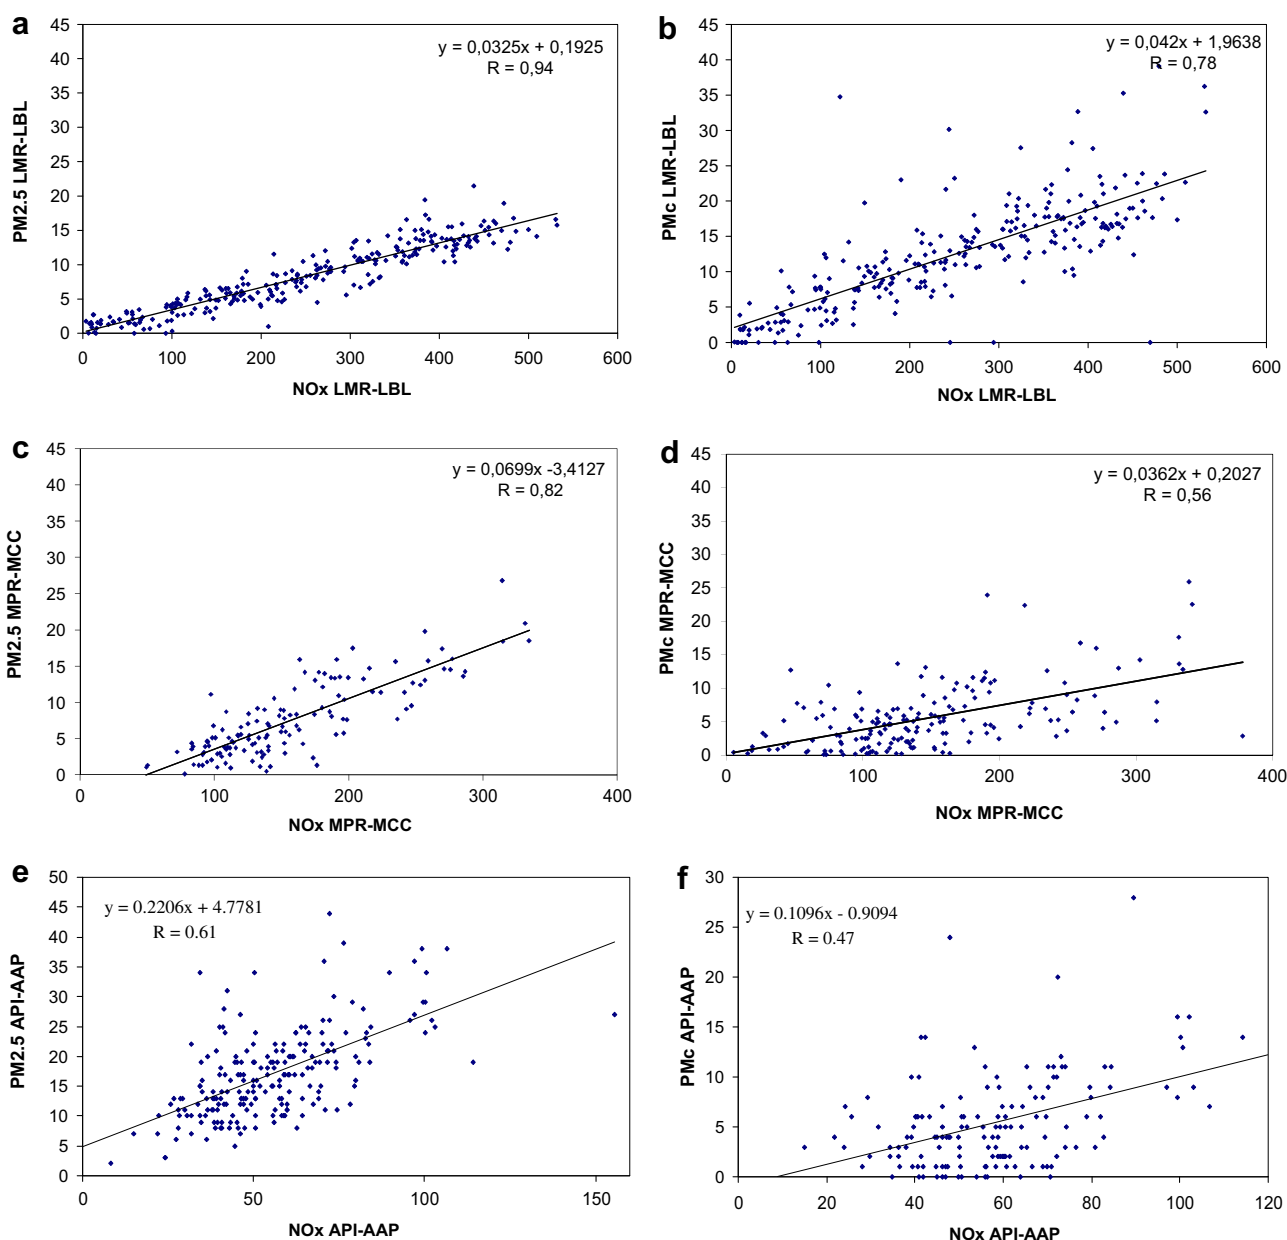 a
y = 0,0325x + 0,1925
R = 0,94
PM2.5 LMR-LBL
45
40
35
30
25
20
15
10
5
0
0 100 200 300 400 500 600
NOx LMR-LBL
b
y = 0,042x + 1,9638
R = 0,78
PMc LMR-LBL
45
40
35
30
25
20
15
10
5
0
0 100 200 300 400 500 600
NOx LMR-LBL
c
y = 0,0699x -3,4127
R = 0,82
PM2.5 MPR-MCC
45
40
35
30
25
20
15
10
5
0
0 100 200 300 400
NOx MPR-MCC
d
y = 0,0362x + 0,2027
R = 0,56
PMc MPR-MCC
45
40
35
30
25
20
15
10
5
0
0 100 200 300 400
NOx MPR-MCC
e
y = 0.2206x + 4.7781
R = 0.61
PM2.5 API-AAP
50
45
40
35
30
25
20
15
10
5
0
0 50 100 150
NOx API-AAP
f
y = 0.1096x - 0.9094
R = 0.47
PMc API-AAP
30
25
20
15
10
5
0
0 20 40 60 80 100 120
NOx API-AAP